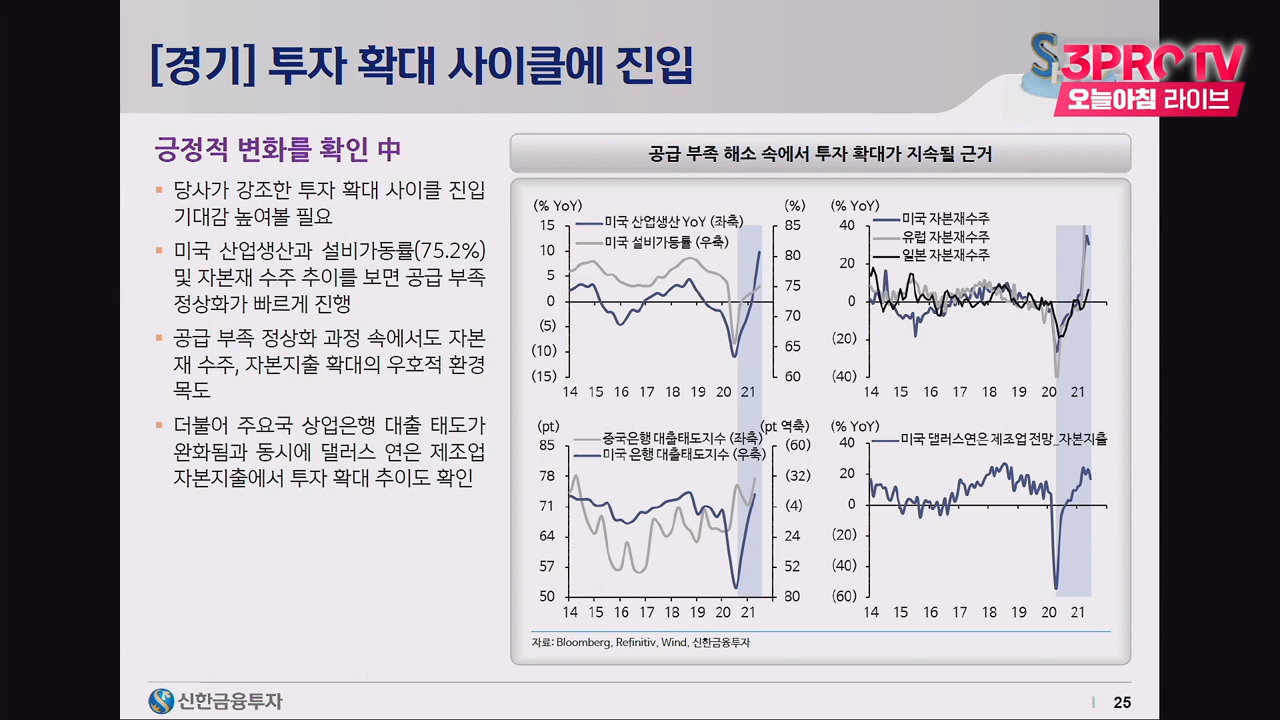 [경기] 투자 확대 사이클에 진입
3PROTV
오늘아침 라이브
긍정적 변화를 확인 中
당사가 강조한 투자 확대 사이클 진입
기대감 높여볼 필요
미국 산업생산과 설비가동률(75.2%)
및 자본재 수주 추이를 보면 공급 부족
정상화가 빠르게 진행
공급 부족 정상화 과정 속에서도 자본
재 수주, 자본지출 확대의 우호적 환경
목도
더불어 주요국 상업은행 대출 태도가
완화됨과 동시에 댈러스 연은 제조업
자본지출에서 투자 확대 추이도 확인
공급 부족 해소 속에서 투자 확대가 지속될 근거
(% YoY)
(%)
미국 산업생산 YoY (좌축)
미국 설비가동률 (우축)
15
10
5
0
(5)
(10)
(15)
85
80
75
70
65
60
14 15 16 17 18 19 20 21
(% YoY)
미국 자본재수주
유럽 자본재수주
일본 자본재수주
40
20
0
(20)
(40)
14 15 16 17 18 19 20 21
(pt)
(pt 역축)
중국은행 대출태도지수 (좌축)
미국 은행 대출태도지수 (우축)
85
78
71
64
57
50
(60)
(32)
(4)
24
52
80
14 15 16 17 18 19 20 21
(% YoY)
미국 댈러스연은 제조업 전망_자본지출
40
20
0
(20)
(40)
(60)
14 15 16 17 18 19 20 21
자료: Bloomberg, Refinitiv, Wind, 신한금융투자
신한금융투자
25